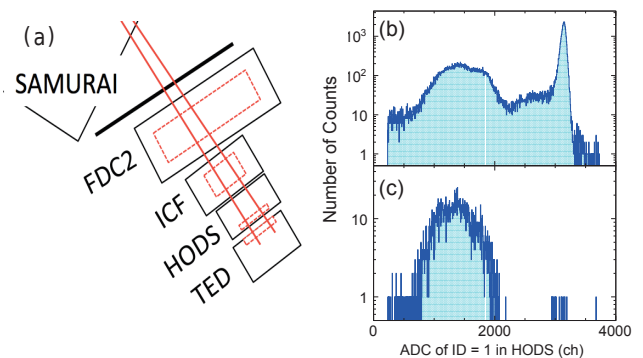 (a)
SAMURAI
FDC2
ICF
HODS
TED
Number of Counts
(b)
10³
10²
10
1
(c)
10
1
0 2000 4000
ADC of ID = 1 in HODS (ch)